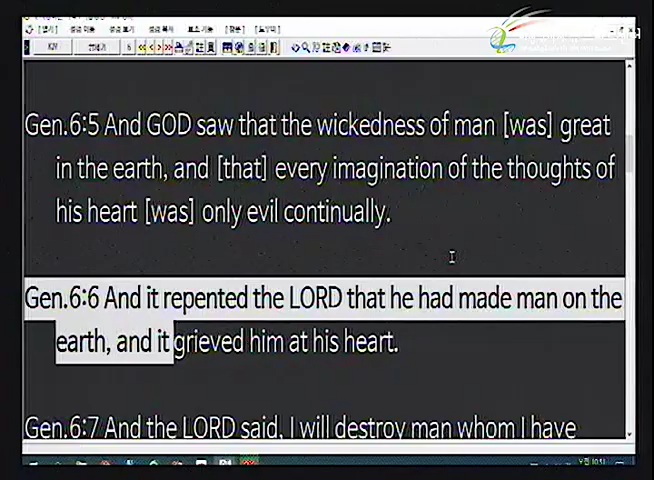 KJV
Gen.6:5 And GOD saw that the wickedness of man [was] great
in the earth, and [that] every imagination of the thoughts of
his heart [was] only evil continually.
Gen.6:6 And it repented the LORD that he had made man on the
earth, and it grieved him at his heart.
Gen.6:7 And the LORD said, I will destroy man whom I have